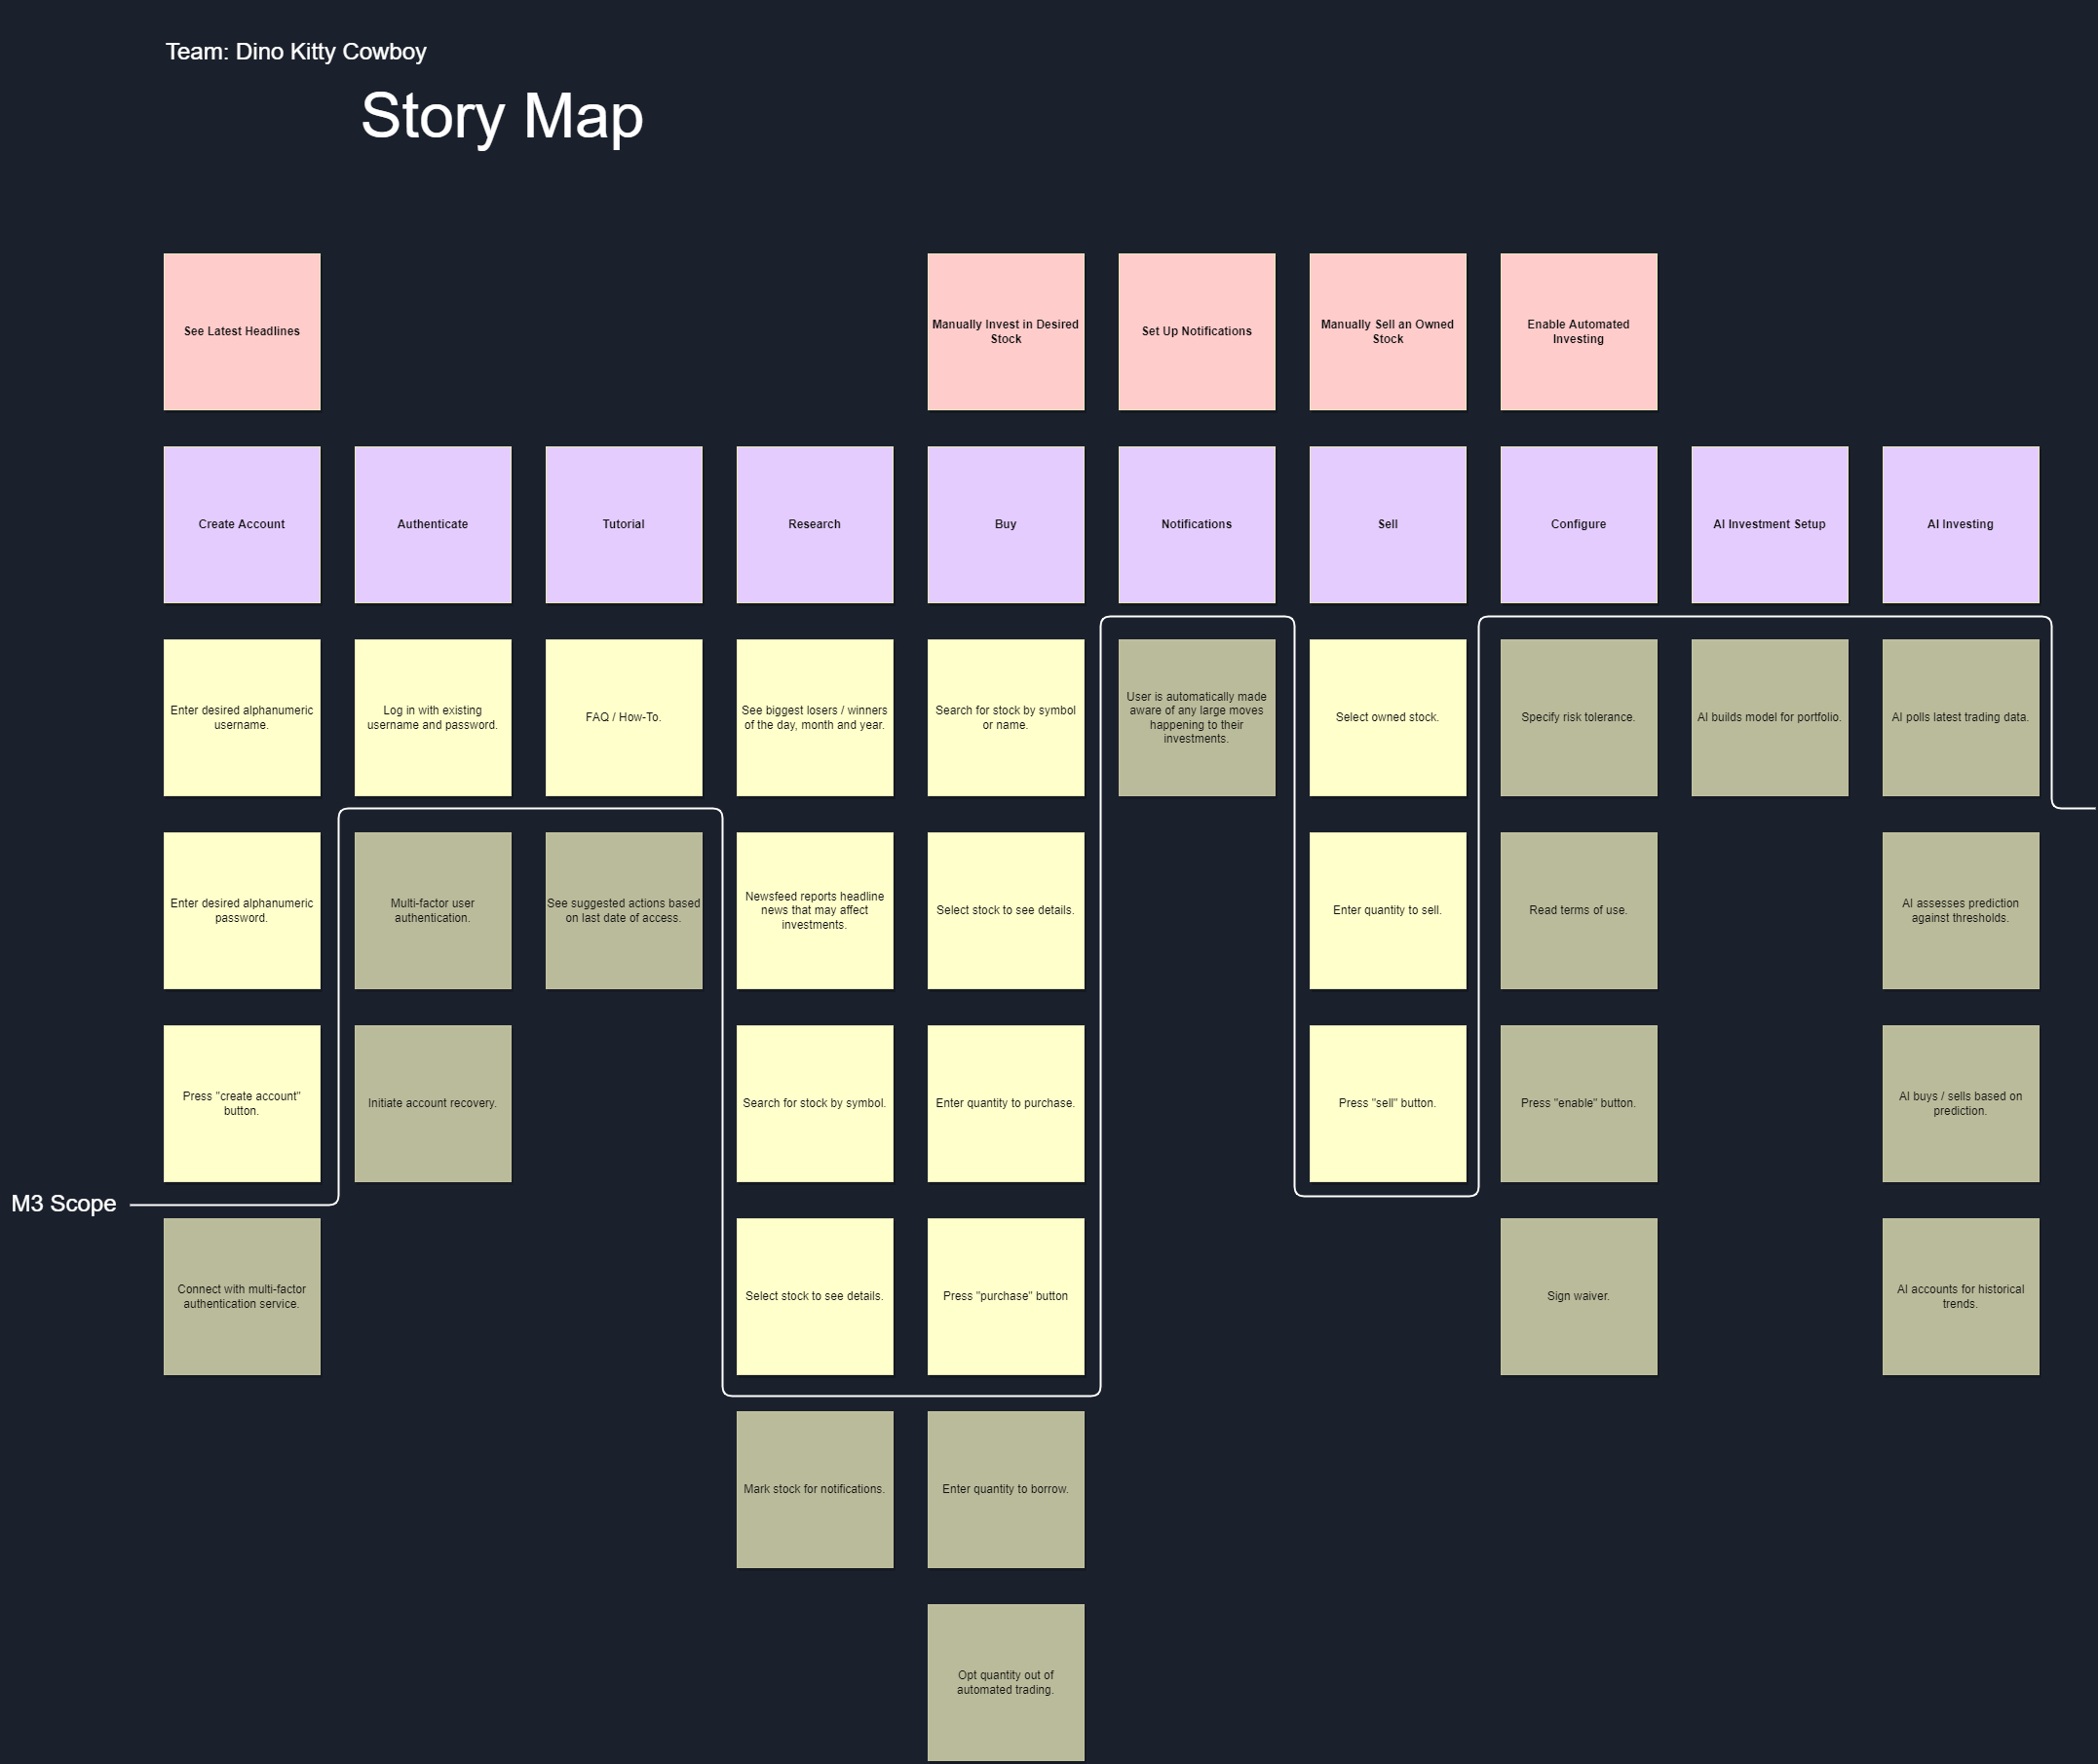 Team: Dino Kitty Cowboy
Story Map
See Latest Headlines
Manually Invest in Desired
Stock
Set Up Notifications
Manually Sell an Owned
Stock
Enable Automated
Investing
Create Account
Authenticate
Tutorial
Research
Buy
Notifications
Sell
Configure
AI Investment Setup
AI Investing
Enter desired alphanumeric
username.
Log in with existing
username and password.
FAQ / How-To.
See biggest losers / winners
of the day, month and year.
Search for stock by symbol
or name.
User is automatically made
aware of any large moves
happening to their
investments.
Select owned stock.
Specify risk tolerance.
AI builds model for portfolio.
AI polls latest trading data.
Enter desired alphanumeric
password.
Multi-factor user
authentication.
See suggested actions based
on last date of access.
Newsfeed reports headline
news that may affect
investments.
Select stock to see details.
Enter quantity to sell.
Read terms of use.
AI assesses prediction
against thresholds.
Press "create account"
button.
Initiate account recovery.
Search for stock by symbol.
Enter quantity to purchase.
Press "sell" button.
Press "enable" button.
AI buys / sells based on
prediction.
M3 Scope
Connect with multi-factor
authentication service.
Select stock to see details.
Press "purchase" button
Sign waiver.
AI accounts for historical
trends.
Mark stock for notifications.
Enter quantity to borrow.
Opt quantity out of
automated trading.